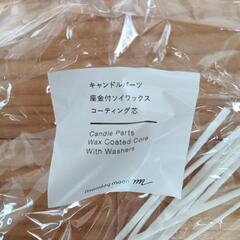 キャンドルパーツ
座金付ソイワックス
コーティング芯
Candle Parts
Wax Coated Core
With Washers